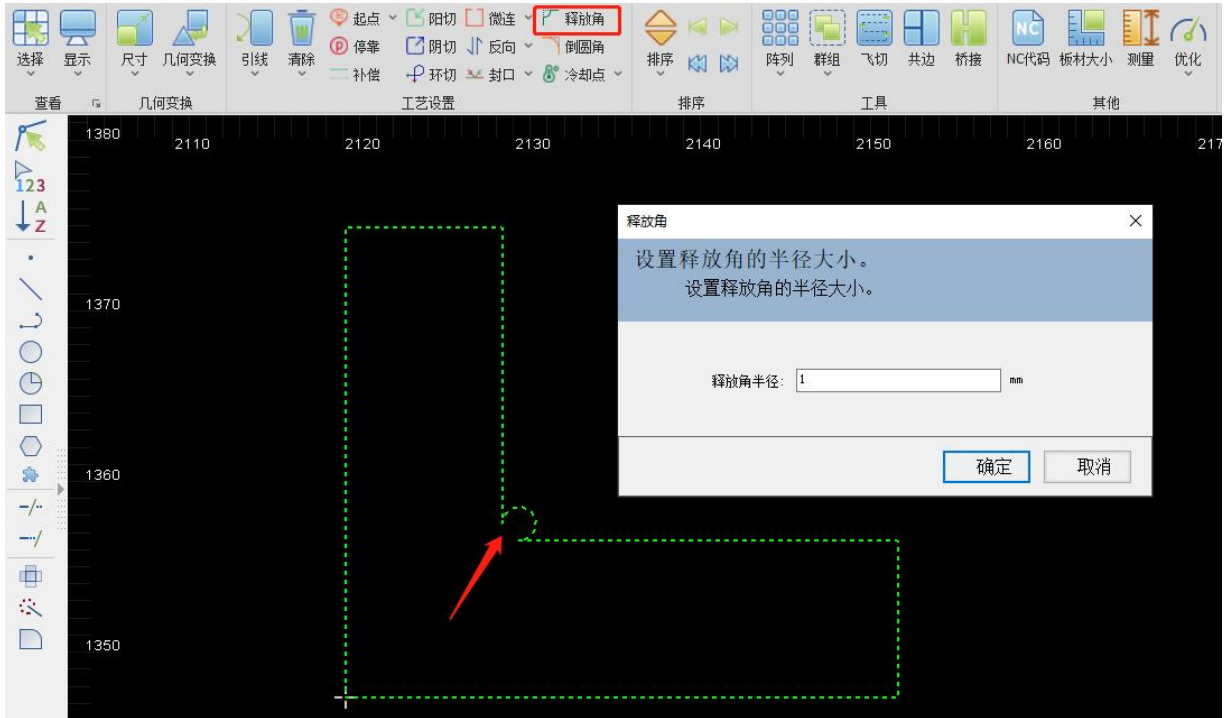 起点 阳切 微连 释放角
停靠 阴切 反向 倒圆角
补偿 环切 封口 冷却点
选择 显示 尺寸 几何变换 引线 清除 排序 阵列 群组 飞切 共边 桥接 NC代码 板材大小 测量 优化
NC
查看 几何变换 工艺设置 排序 工具 其他
123
A
Z
1380
2110 2120 2130 2140 2150 2160 217
1370
1360
1350
释放角
设置释放角的半径大小。
设置释放角的半径大小。
释放角半径: 1 mm
确定 取消